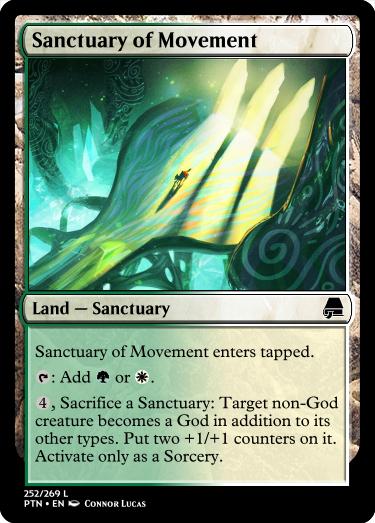 Sanctuary of Movement
Land — Sanctuary
Sanctuary of Movement enters tapped.
: Add or .
4, Sacrifice a Sanctuary: Target non-God
creature becomes a God in addition to its
other types. Put two +1/+1 counters on it.
Activate only as a Sorcery.
252/269 L
PTN • EN Connor Lucas